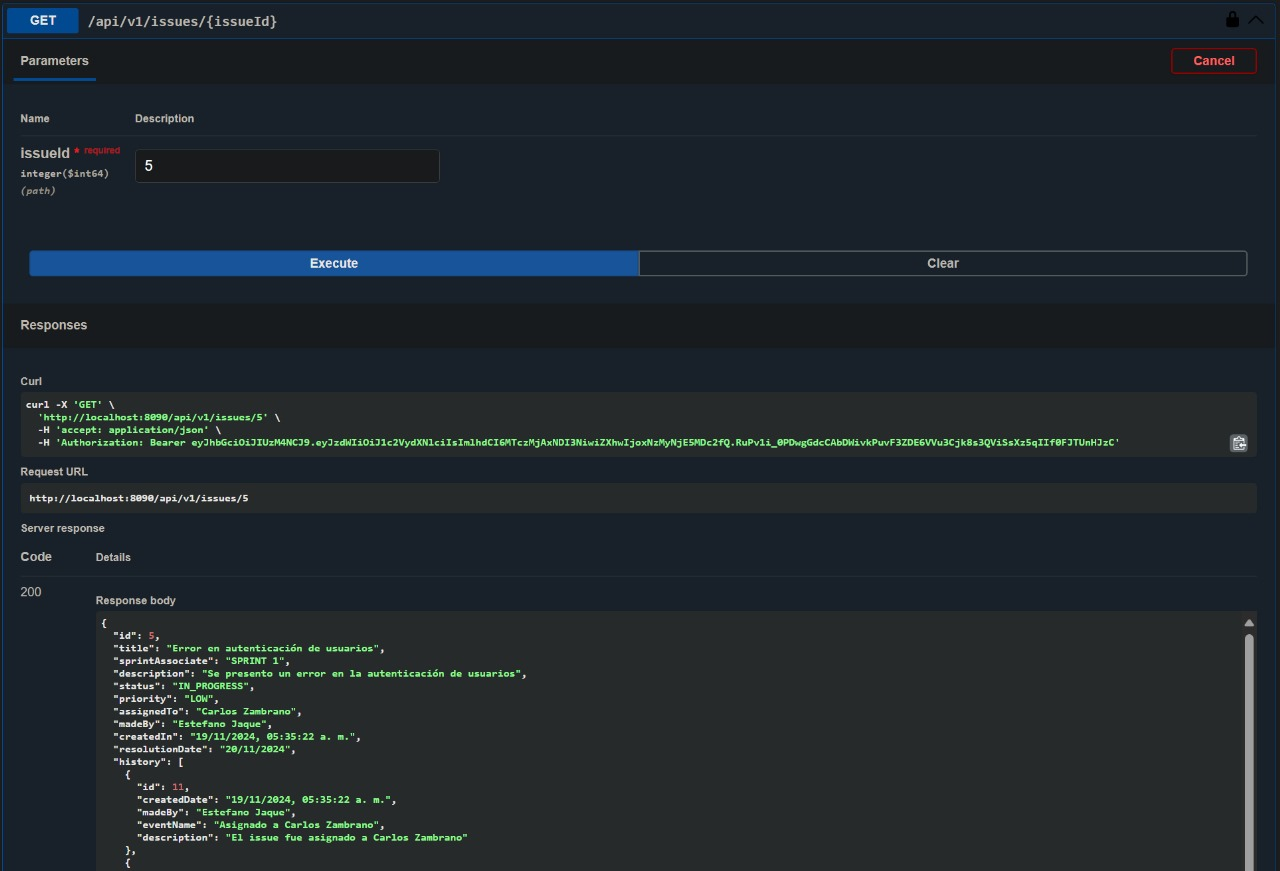 GET /api/v1/issues/{issueId}
Parameters
Cancel
Name Description
issueId * required
integer($int64)
(path)
5
Execute Clear
Responses
Curl
curl -X 'GET' \
'http://localhost:8090/api/v1/issues/5' \
-H 'accept: application/json' \
-H 'Authorization: Bearer
Request URL
http://localhost:8090/api/v1/issues/5
Server response
Code Details
200
Response body
{
"id": 5,
"title": "Error en autenticación de usuarios",
"sprintAssociate": "SPRINT 1",
"description": "Se presento un error en la autenticación de usuarios",
"status": "IN_PROGRESS",
"priority": "LOW",
"assignedTo": "Carlos Zambrano",
"madeBy": "Estefano Jaque",
"createdIn": "19/11/2024, 05:35:22 a. m.",
"resolutionDate": "20/11/2024",
"history": [
{
"id": 11,
"createdDate": "19/11/2024, 05:35:22 a. m.",
"madeBy": "Estefano Jaque",
"eventName": "Asignado a Carlos Zambrano",
"description": "El issue fue asignado a Carlos Zambrano"
},
{